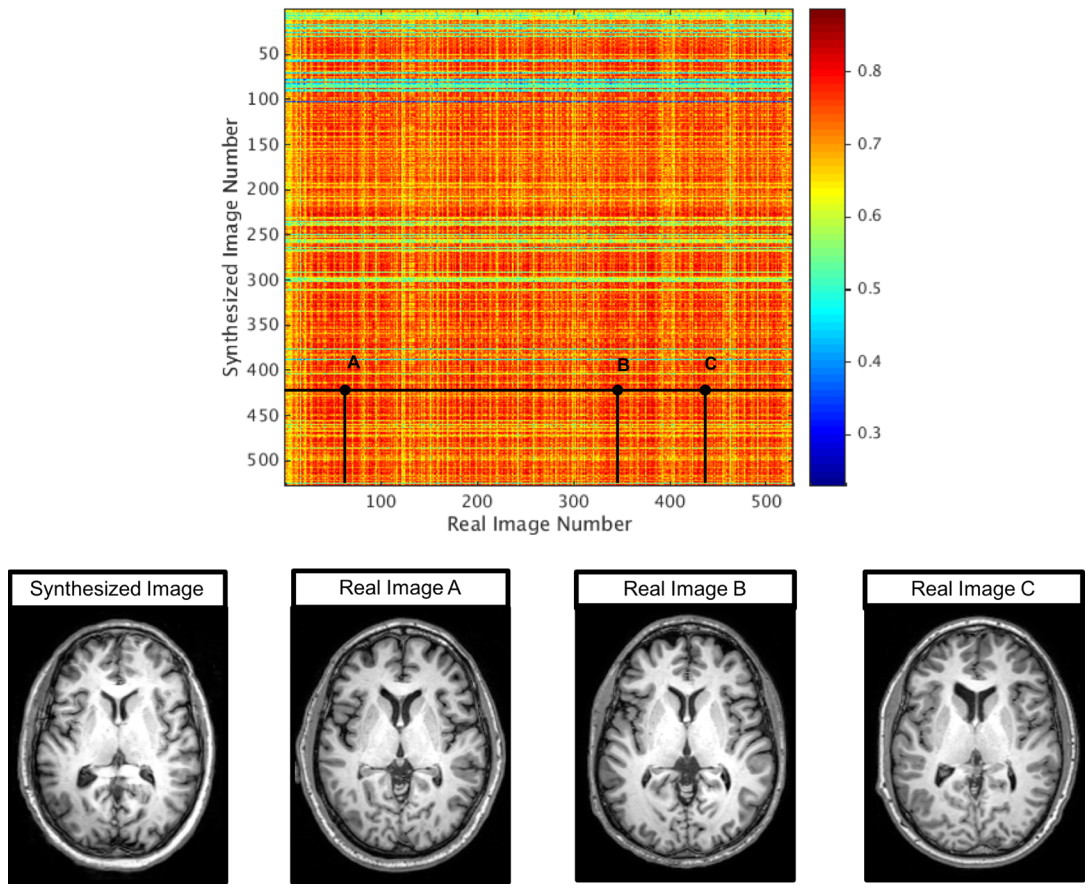 50
100
150
200
250
300
350
400
450
500
Synthesized Image Number
A
B
C
100
200
300
400
500
Real Image Number
0.8
0.7
0.6
0.5
0.4
0.3
Synthesized Image
Real Image A
Real Image B
Real Image C